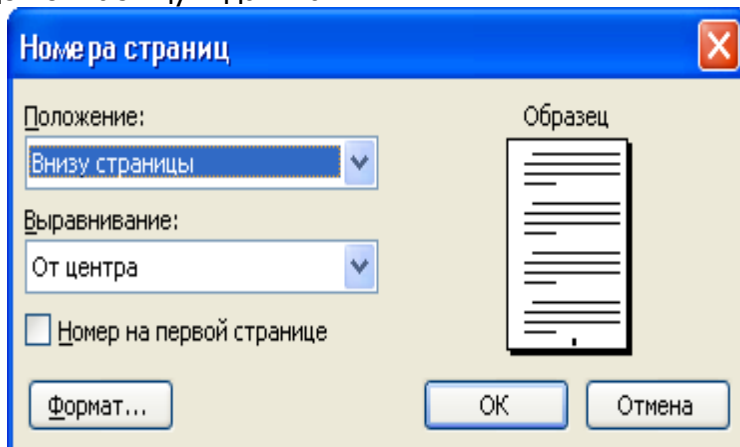 Номера страниц
Положение:
Образец
Внизу страницы
Выравнивание:
От центра
Номер на первой странице
Формат...
ОК
Отмена